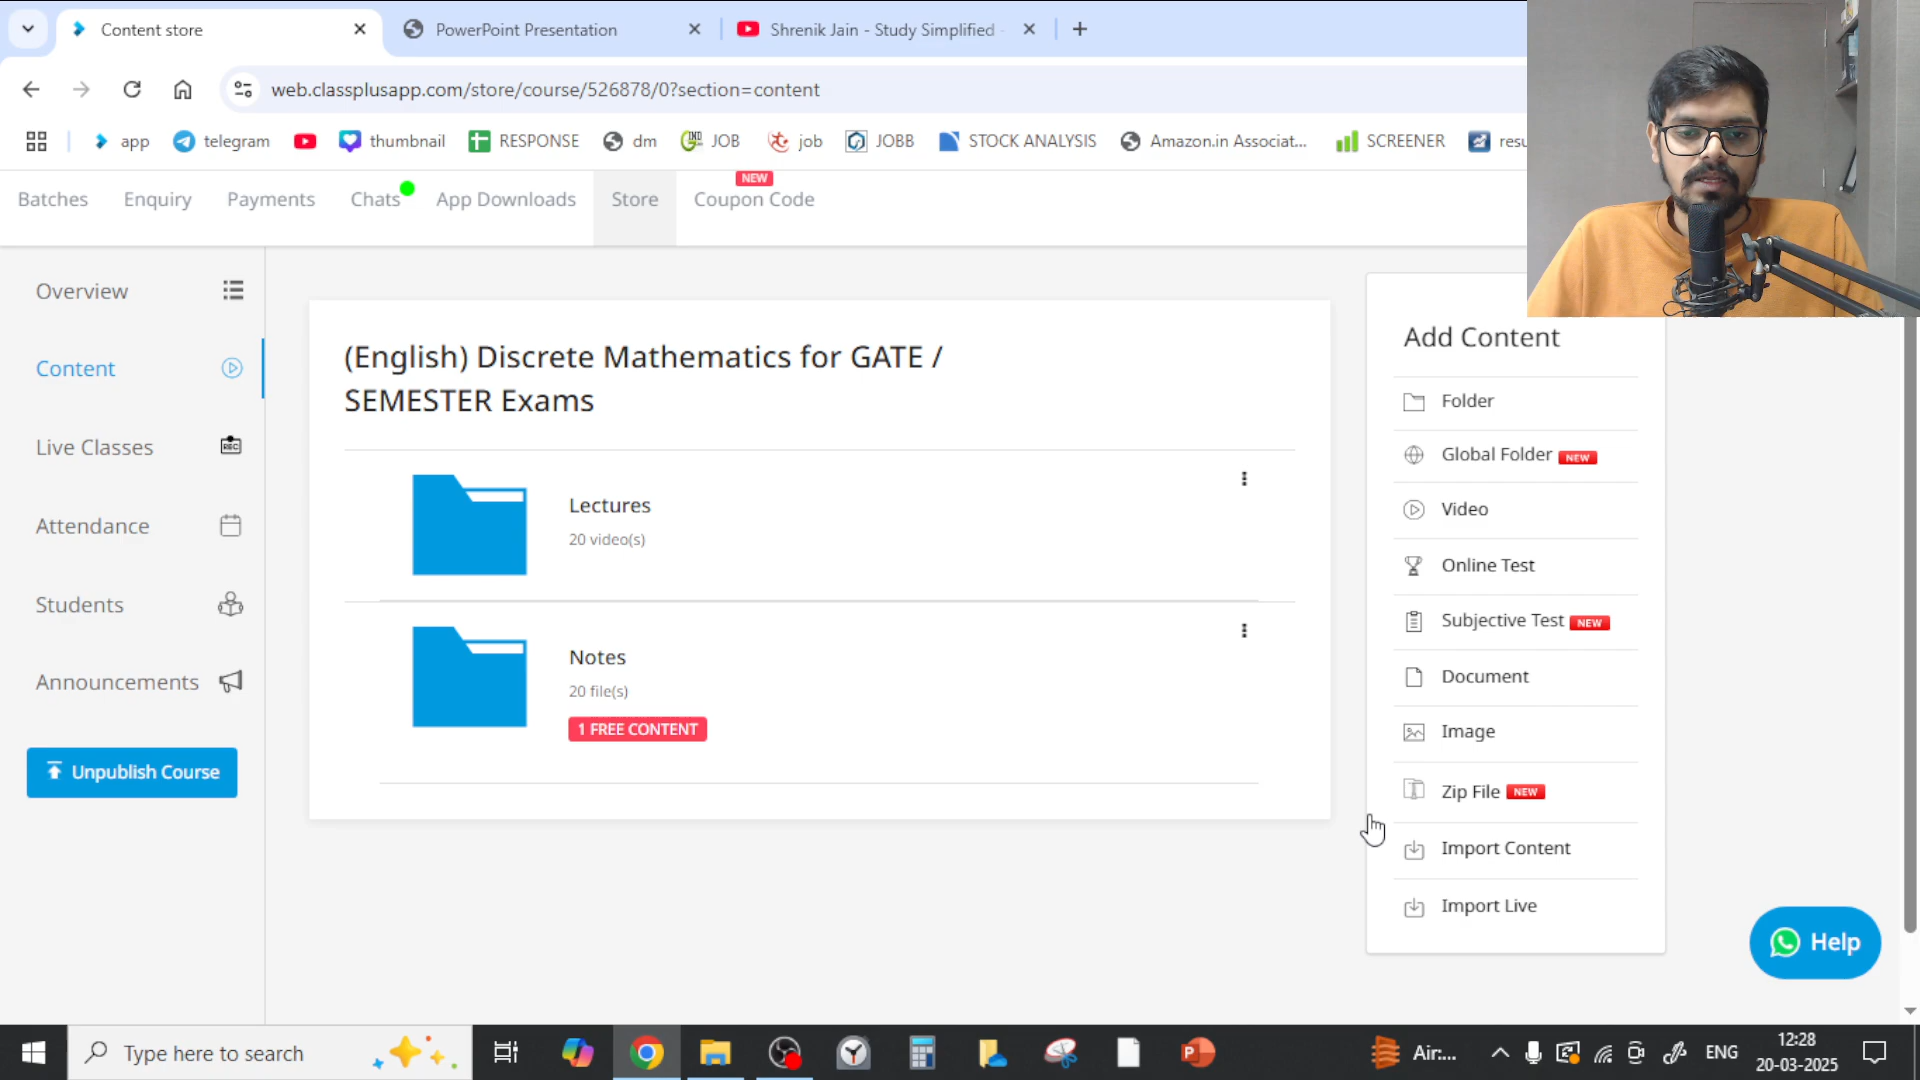 Content store
PowerPoint Presentation
Shrenik Jain - Study Simplified -
web.classplusapp.com/store/course/526878/0?section=content
app
telegram
thumbnail
RESPONSE
dm
JOB
job
JOBB
STOCK ANALYSIS
Amazon.in Associat...
SCREENER
resu
Batches
Enquiry
Payments
Chats
App Downloads
Store
NEW
Coupon Code
Overview
Content
Live Classes
REC
Attendance
Students
Announcements
Unpublish Course
(English) Discrete Mathematics for GATE /
SEMESTER Exams
Lectures
20 video(s)
Notes
20 file(s)
1 FREE CONTENT
Add Content
Folder
Global Folder NEW
Video
Online Test
Subjective Test NEW
Document
Image
Zip File NEW
Import Content
Import Live
Help
Type here to search
Air:...
ENG
12:28
20-03-2025